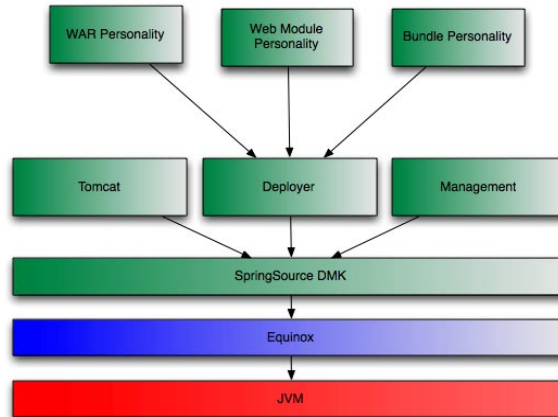 WAR Personality
Web Module
Personality
Bundle Personality
Tomcat
Deployer
Management
SpringSource DMK
Equinox
JVM